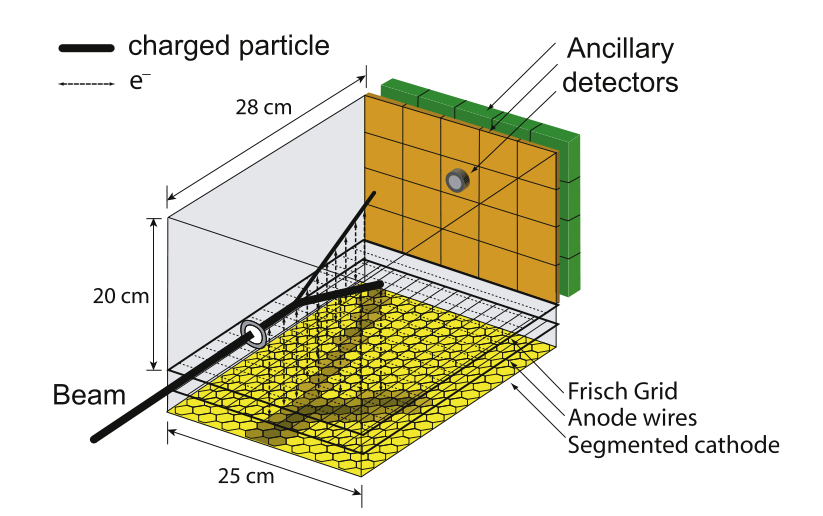 charged particle
e⁻
Ancillary
detectors
28 cm
20 cm
Beam
25 cm
Frisch Grid
Anode wires
Segmented cathode